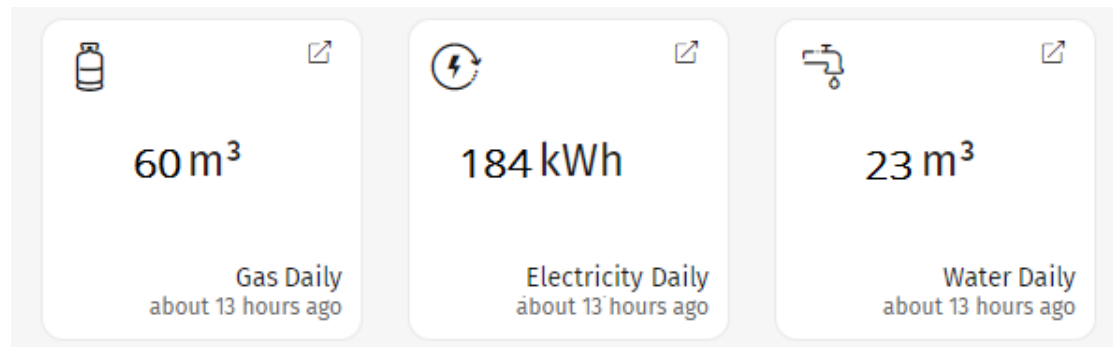 60 m³
Gas Daily
about 13 hours ago
184 kWh
Electricity Daily
about 13 hours ago
23 m³
Water Daily
about 13 hours ago